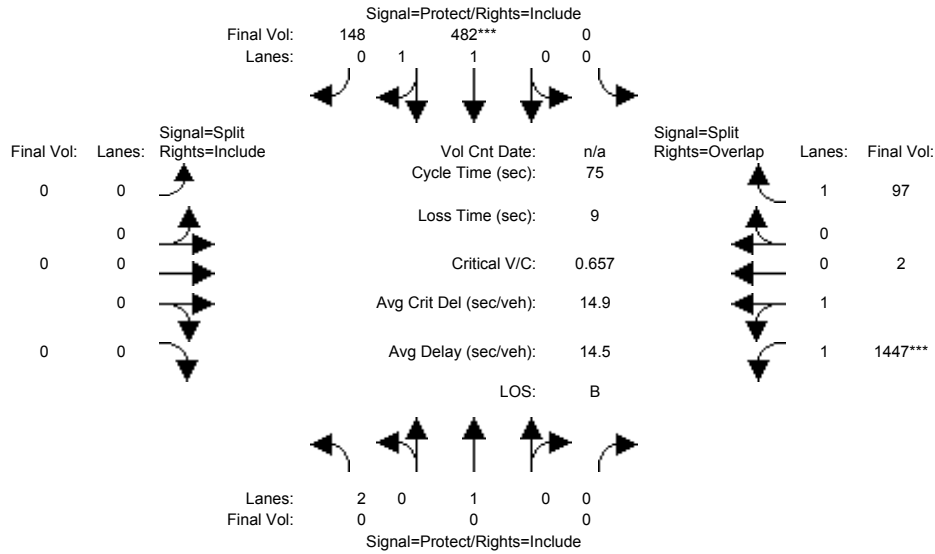 Signal=Protect/Rights=Include
Final Vol: 148 482*** 0
Lanes: 0 1 1 0 0
Signal=Split Signal=Split
Final Vol: Lanes: Rights=Include Vol Cnt Date: n/a Rights=Overlap Lanes: Final Vol:
Cycle Time (sec): 75
0 0 1 97
Loss Time (sec): 9
0 0
0 0 Critical V/C: 0.657 0 2
0 Avg Crit Del (sec/veh): 14.9 1
0 0 Avg Delay (sec/veh): 14.5 1 1447***
LOS: B
Lanes: 2 0 1 0 0
Final Vol: 0 0 0
Signal=Protect/Rights=Include